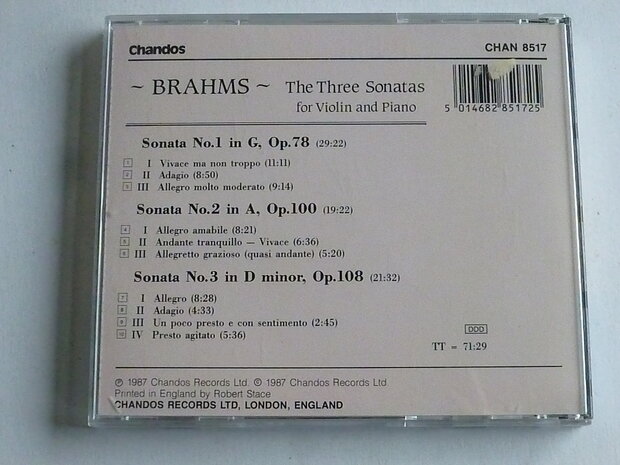 Chandos CHAN 8517
~ BRAHMS ~ The Three Sonatas
for Violin and Piano
5 014682 851725
Sonata No.1 in G, Op.78 (29:22)
1 I Vivace ma non troppo (11:11)
2 II Adagio (8:50)
3 III Allegro molto moderato (9:14)
Sonata No.2 in A, Op.100 (19:22)
4 I Allegro amabile (8:21)
5 II Andante tranquillo — Vivace (6:36)
6 III Allegretto grazioso (quasi andante) (5:20)
Sonata No.3 in D minor, Op.108 (21:32)
7 I Allegro (8:28)
8 II Adagio (4:33)
9 III Un poco presto e con sentimento (2:45)
10 IV Presto agitato (5:36)
DDD
TT = 71:29
℗ 1987 Chandos Records Ltd. © 1987 Chandos Records Ltd.
Printed in England by Robert Stace
CHANDOS RECORDS LTD, LONDON, ENGLAND